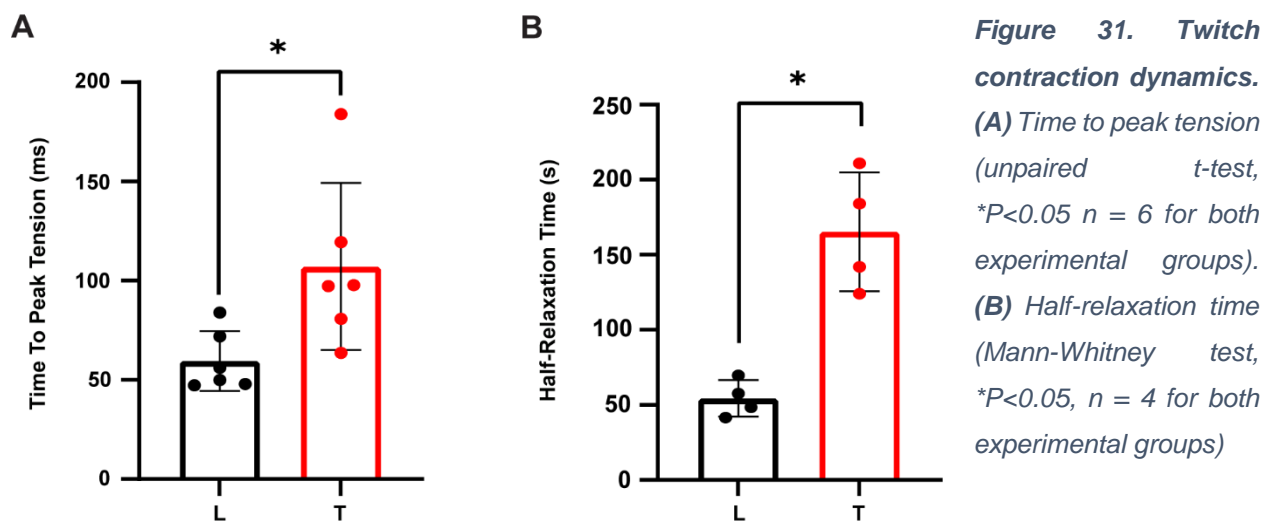 A
*
200
150
100
50
0
Time To Peak Tension (ms)
L T
B
*
250
200
150
100
50
0
Half-Relaxation Time (s)
L T
Figure 31. Twitch
contraction dynamics.
(A) Time to peak tension
(unpaired t-test,
*P<0.05 n = 6 for both
experimental groups).
(B) Half-relaxation time
(Mann-Whitney test,
*P<0.05, n = 4 for both
experimental groups)